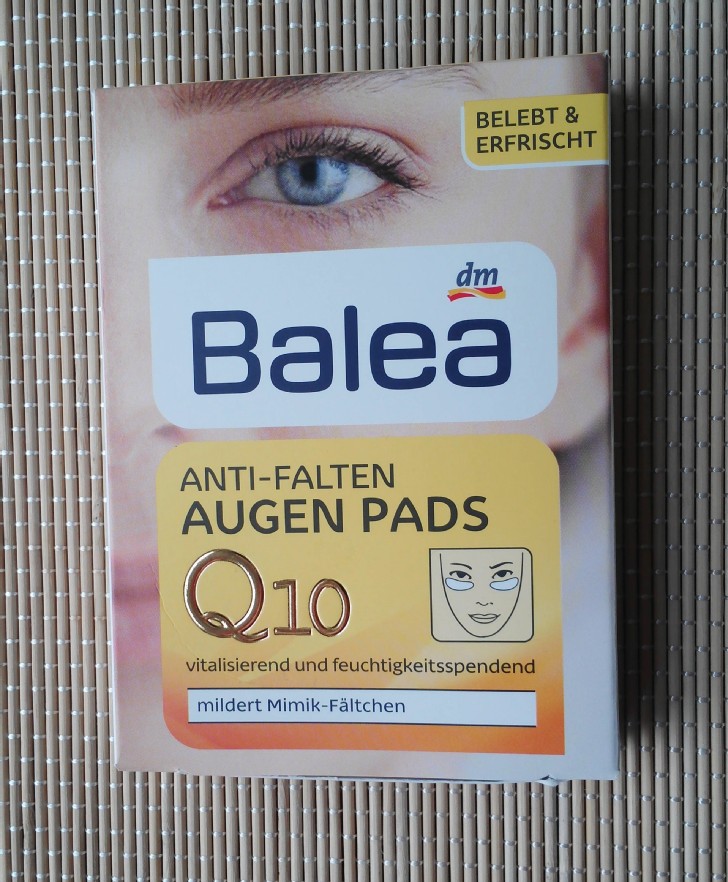 BELEBT &
ERFRISCHT
dm
Balea
ANTI-FALTEN
AUGEN PADS
Q10
vitalisierend und feuchtigkeitsspendend
mildert Mimik-Fältchen